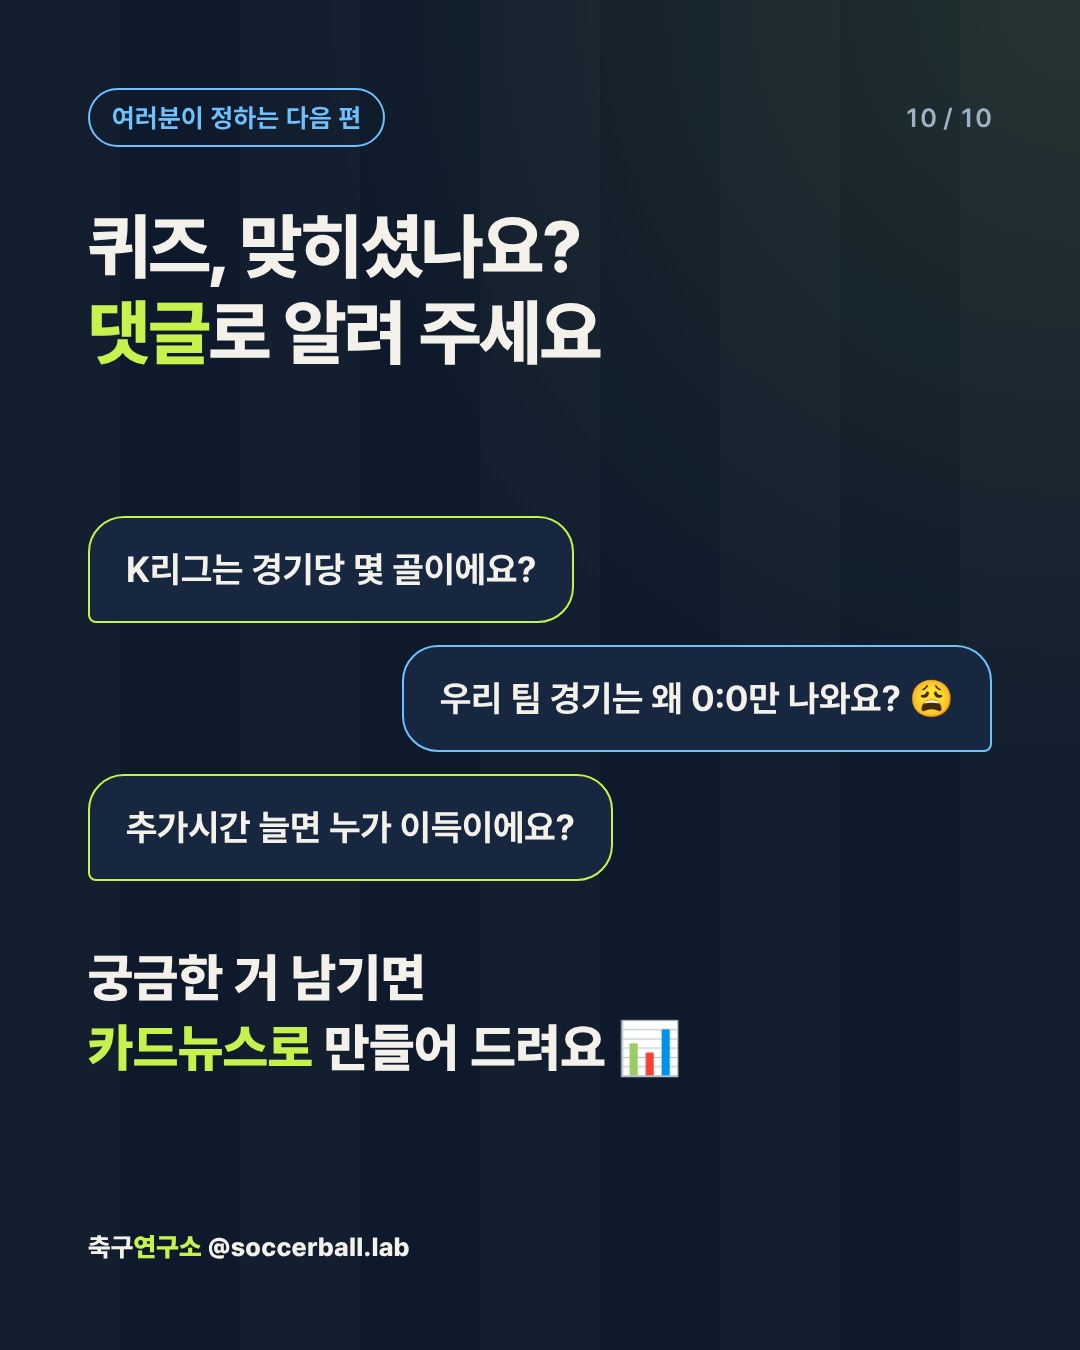 여러분이 정하는 다음 편
10 / 10
퀴즈, 맞히셨나요?
댓글로 알려 주세요
K리그는 경기당 몇 골이에요?
우리 팀 경기는 왜 0:0만 나와요? 😩
추가시간 늘면 누가 이득이에요?
궁금한 거 남기면
카드뉴스로 만들어 드려요 📊
축구연구소 @soccerball.lab